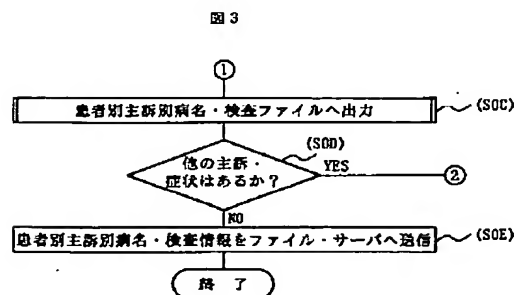 図3
①
患者別主訴別病名・検査ファイルへ出力
(S0C)
他の主訴・
症状はあるか？
(S0D)
YES
②
NO
患者別主訴別病名・検査情報をファイル・サーバへ送信
(S0E)
終 了